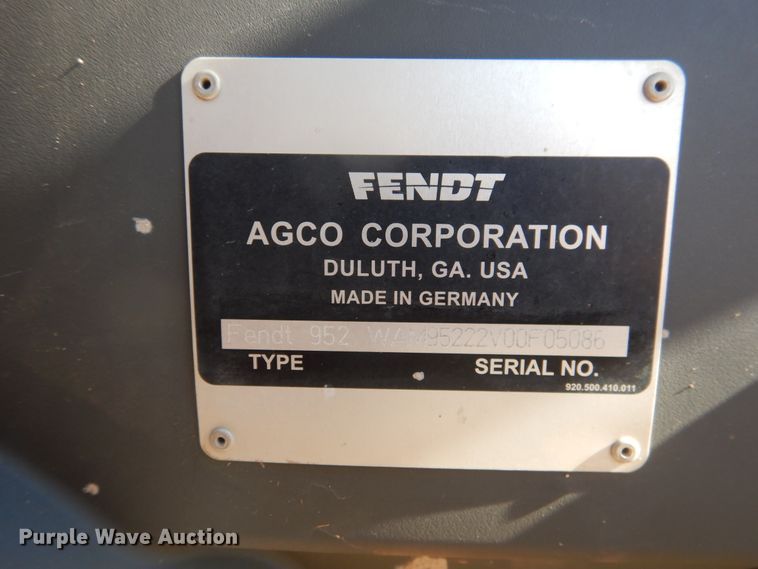 FENDT
AGCO CORPORATION
DULUTH, GA. USA
MADE IN GERMANY
Fendt 952 WAM95222V00F05086
TYPE SERIAL NO.
920.500.410.011
Purple Wave Auction®